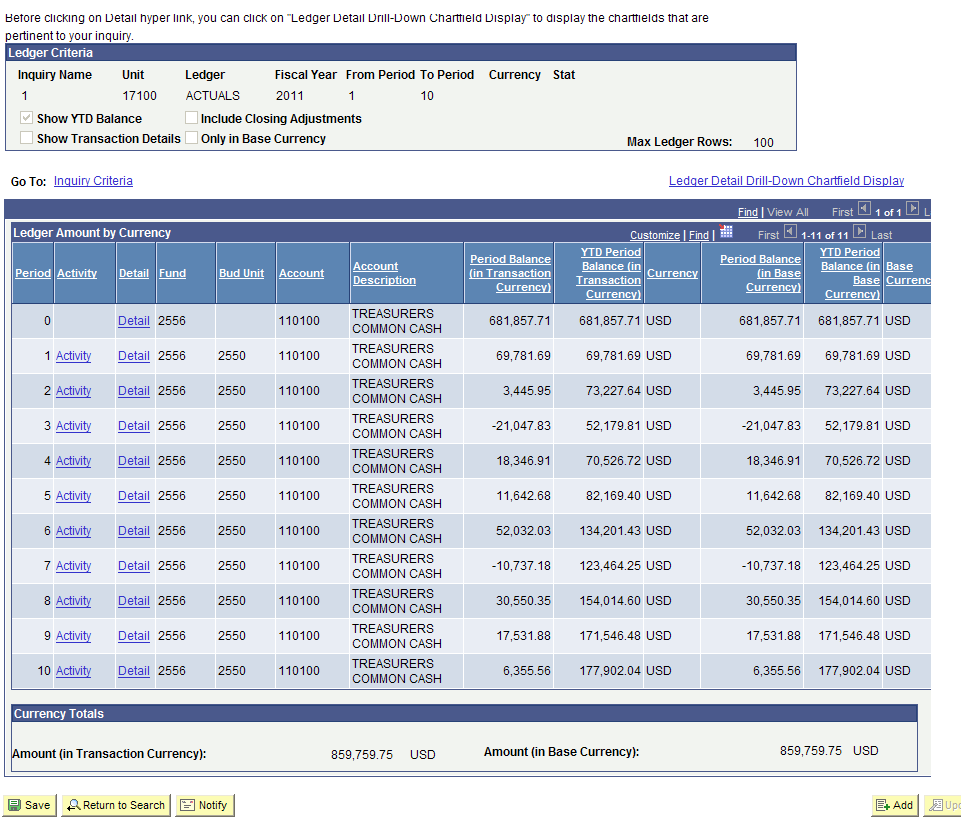 Before clicking on Detail hyper link, you can click on "Ledger Detail Drill-Down Chartfield Display" to display the chartfields that are
pertinent to your inquiry.
Ledger Criteria
Inquiry Name Unit Ledger Fiscal Year From Period To Period Currency Stat
1 17100 ACTUALS 2011 1 10
Show YTD Balance Include Closing Adjustments
Show Transaction Details Only in Base Currency Max Ledger Rows: 100
Go To: Inquiry Criteria Ledger Detail Drill-Down Chartfield Display
Find | View All First 1 of 1 L
Ledger Amount by Currency Customize | Find | First 1-11 of 11 Last
Period Activity Detail Fund Bud Unit Account Account Description Period Balance (in Transaction Currency) YTD Period Balance (in Transaction Currency) Currency Period Balance (in Base Currency) YTD Period Balance (in Base Currency) Base Currenc
0 Detail 2556 110100 TREASURERS COMMON CASH 681,857.71 681,857.71 USD 681,857.71 681,857.71 USD
1 Activity Detail 2556 2550 110100 TREASURERS COMMON CASH 69,781.69 69,781.69 USD 69,781.69 69,781.69 USD
2 Activity Detail 2556 2550 110100 TREASURERS COMMON CASH 3,445.95 73,227.64 USD 3,445.95 73,227.64 USD
3 Activity Detail 2556 2550 110100 TREASURERS COMMON CASH -21,047.83 52,179.81 USD -21,047.83 52,179.81 USD
4 Activity Detail 2556 2550 110100 TREASURERS COMMON CASH 18,346.91 70,526.72 USD 18,346.91 70,526.72 USD
5 Activity Detail 2556 2550 110100 TREASURERS COMMON CASH 11,642.68 82,169.40 USD 11,642.68 82,169.40 USD
6 Activity Detail 2556 2550 110100 TREASURERS COMMON CASH 52,032.03 134,201.43 USD 52,032.03 134,201.43 USD
7 Activity Detail 2556 2550 110100 TREASURERS COMMON CASH -10,737.18 123,464.25 USD -10,737.18 123,464.25 USD
8 Activity Detail 2556 2550 110100 TREASURERS COMMON CASH 30,550.35 154,014.60 USD 30,550.35 154,014.60 USD
9 Activity Detail 2556 2550 110100 TREASURERS COMMON CASH 17,531.88 171,546.48 USD 17,531.88 171,546.48 USD
10 Activity Detail 2556 2550 110100 TREASURERS COMMON CASH 6,355.56 177,902.04 USD 6,355.56 177,902.04 USD
Currency Totals
Amount (in Transaction Currency): 859,759.75 USD Amount (in Base Currency): 859,759.75 USD
Save Return to Search Notify Add Up